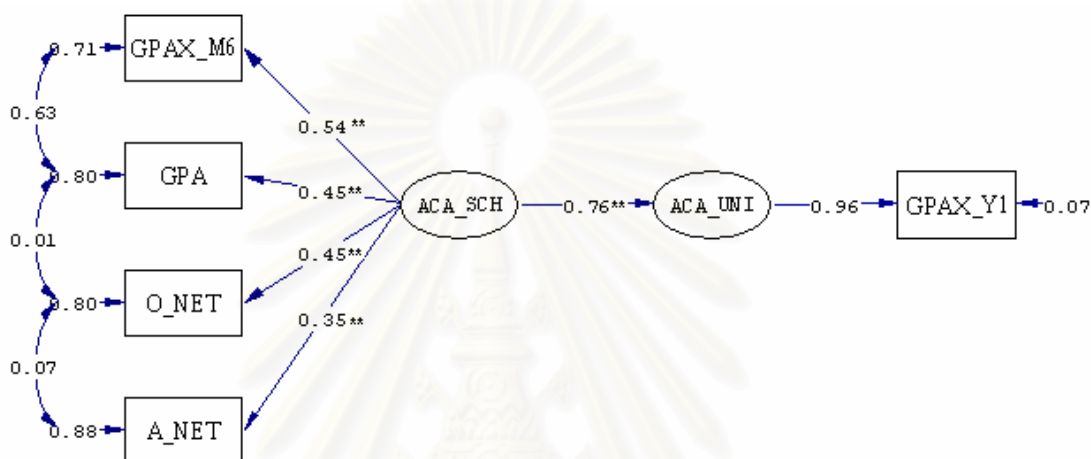 0.71 GPAX_M6
0.63
0.54**
0.80 GPA
0.45**
ACA_SCH 0.76** ACA_UNI 0.96 GPAX_Y1 0.07
0.01
0.45**
0.80 O_NET
0.35**
0.07
0.88 A_NET